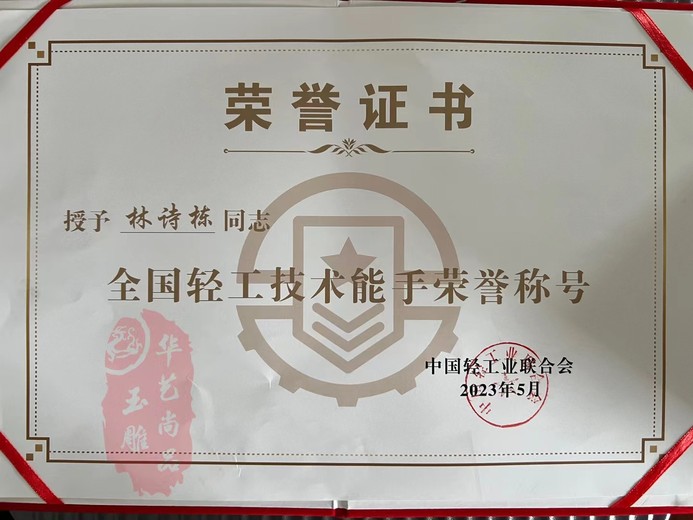 荣誉证书
授予 林诗栋 同志
全国轻工技术能手荣誉称号
中国轻工业联合会
2023年5月
华艺尚品
玉雕